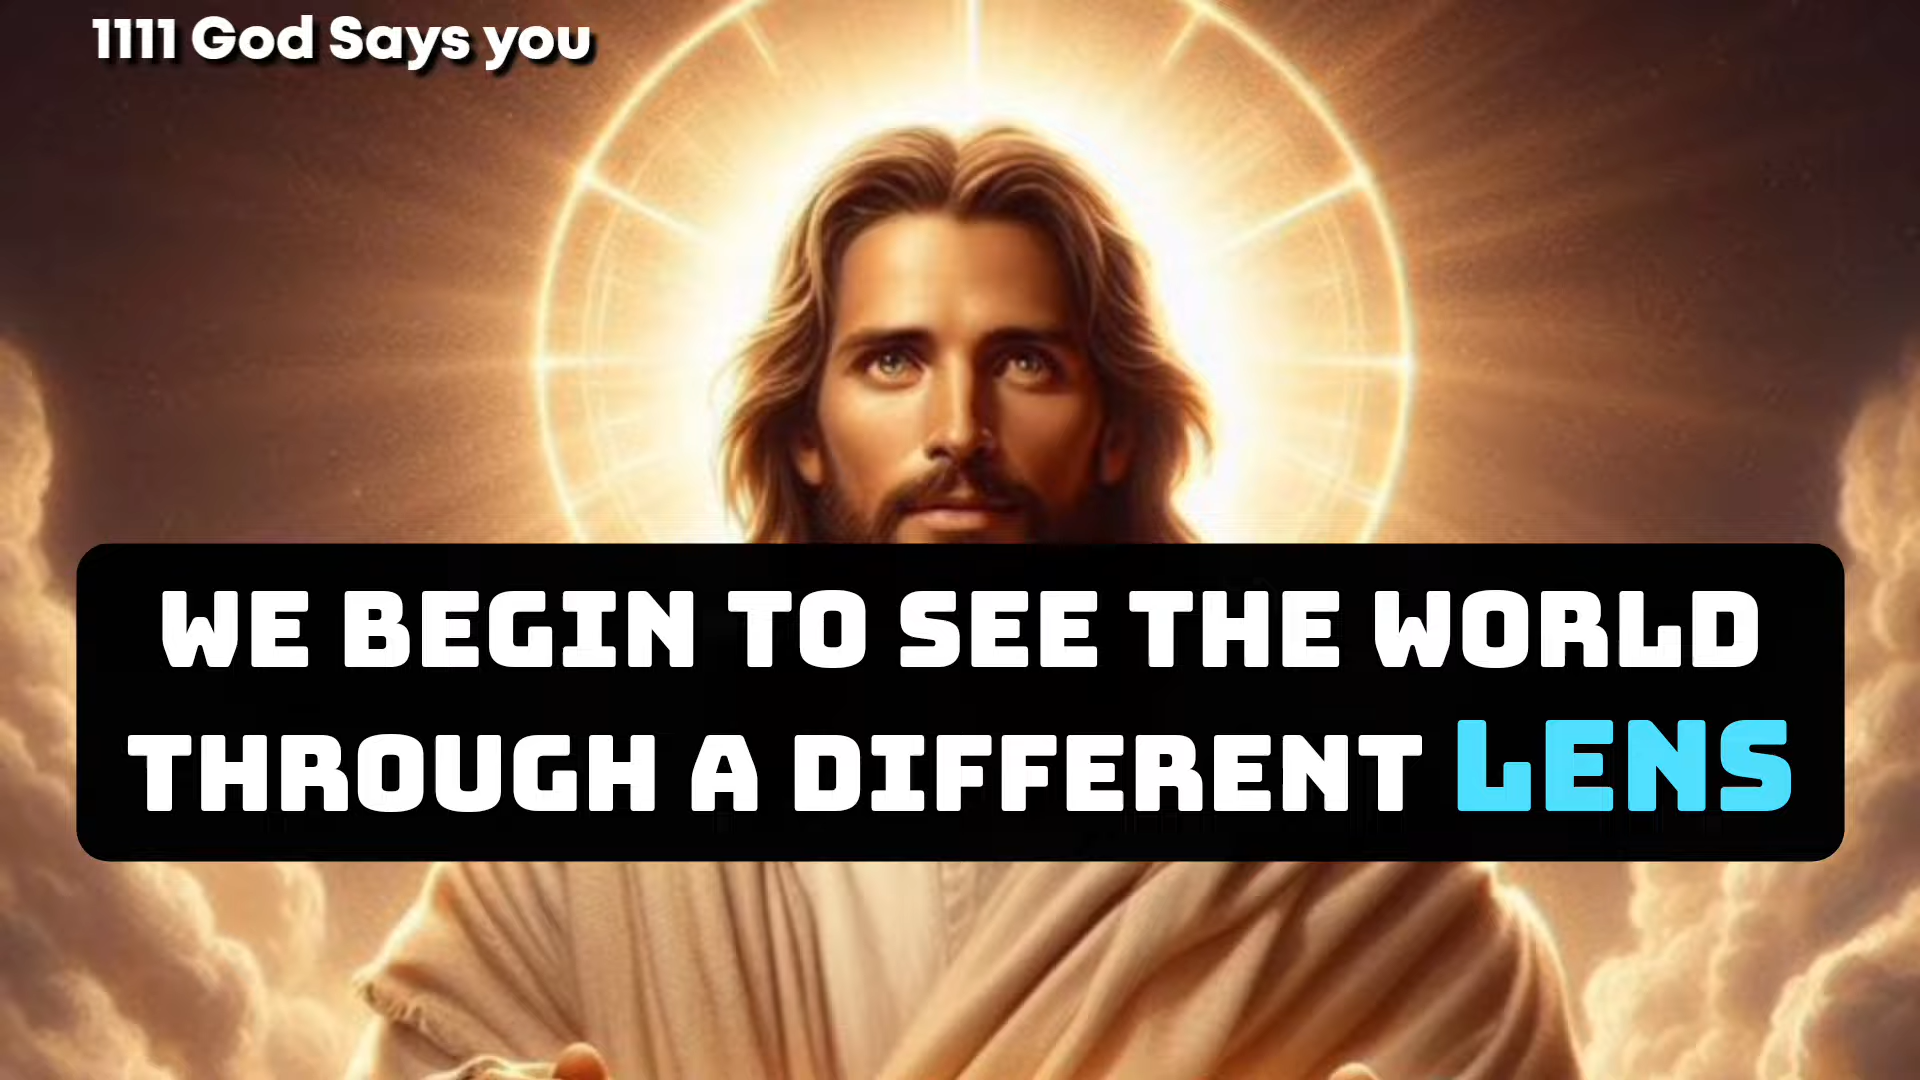 1111 God Says you
WE BEGIN TO SEE THE WORLD
THROUGH A DIFFERENT LENS